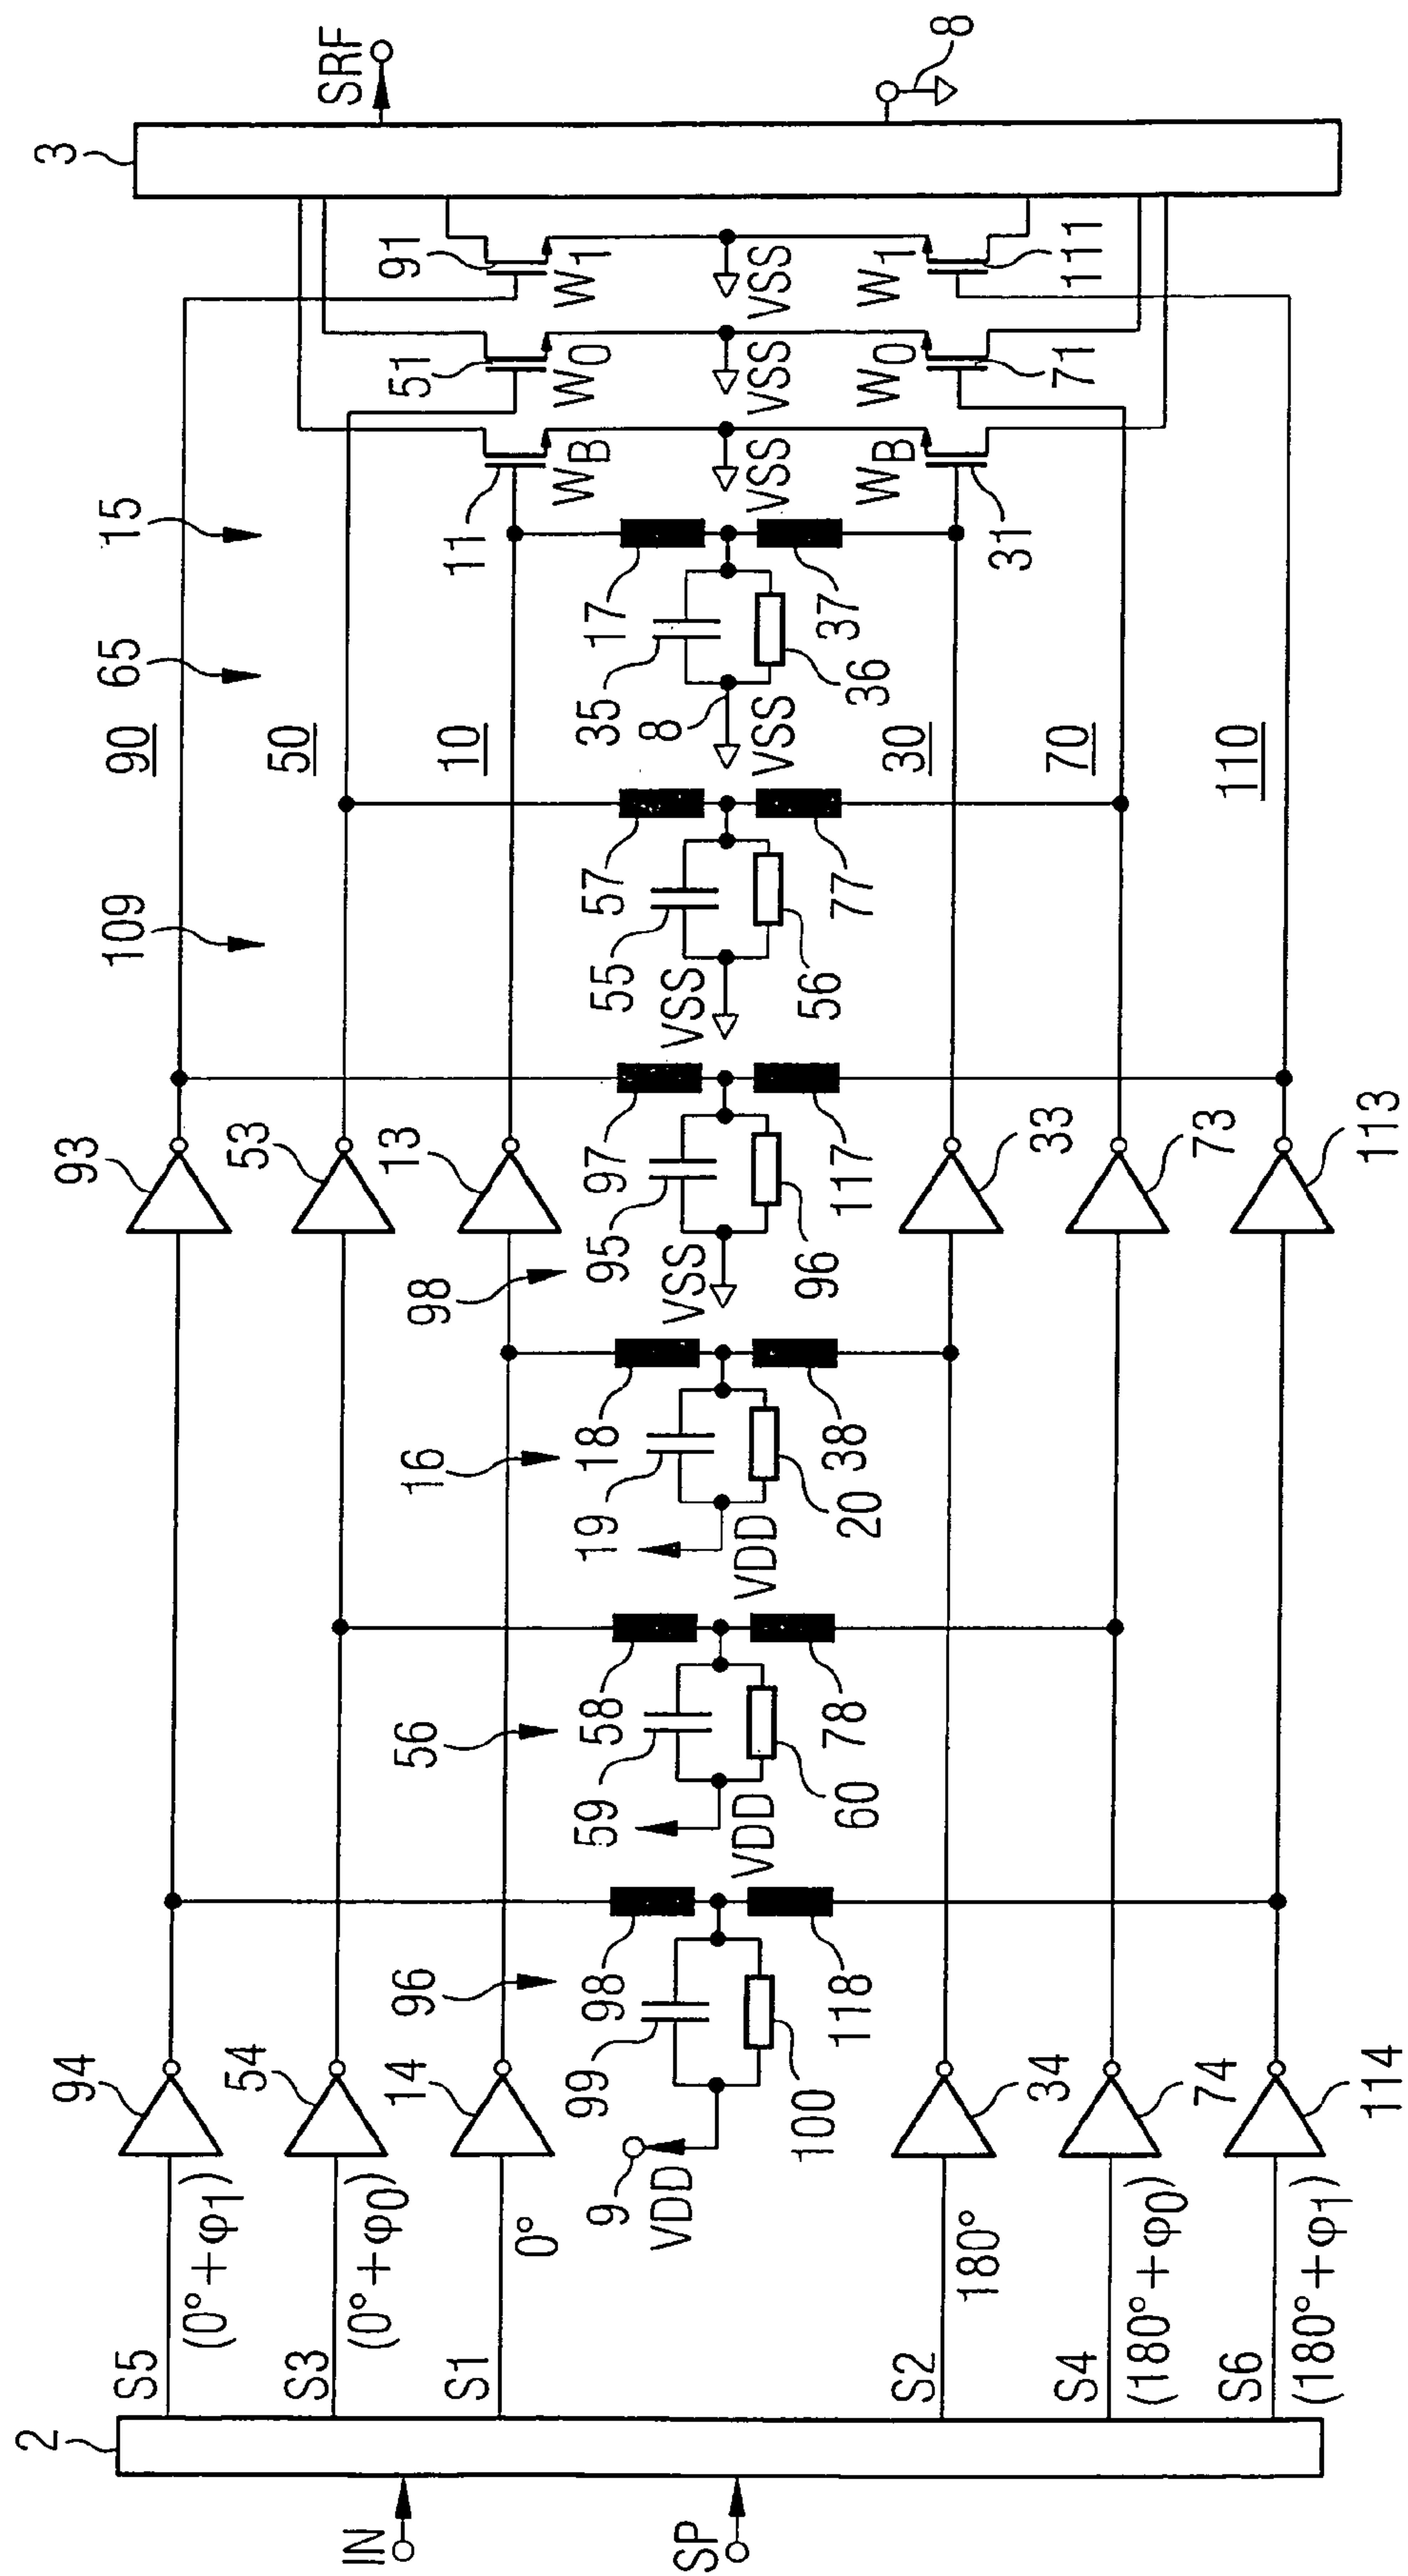 3
SRF
8
91
W1
VSS
W1
111
51
W0
VSS
W0
71
11
WB
VSS
WB
31
15
65
109
90
50
10
17
35
8
VSS
37
36
30
70
110
57
55
VSS
77
56
93
53
13
97
95
VSS
98
117
96
33
73
113
16
18
19
VDD
38
20
56
58
59
VDD
78
60
96
98
99
118
100
9
VDD
94
54
14
34
74
114
S5
(0°+φ1)
S3
(0°+φ0)
S1
0°
S2
180°
S4
(180°+φ0)
S6
(180°+φ1)
2
IN
SP